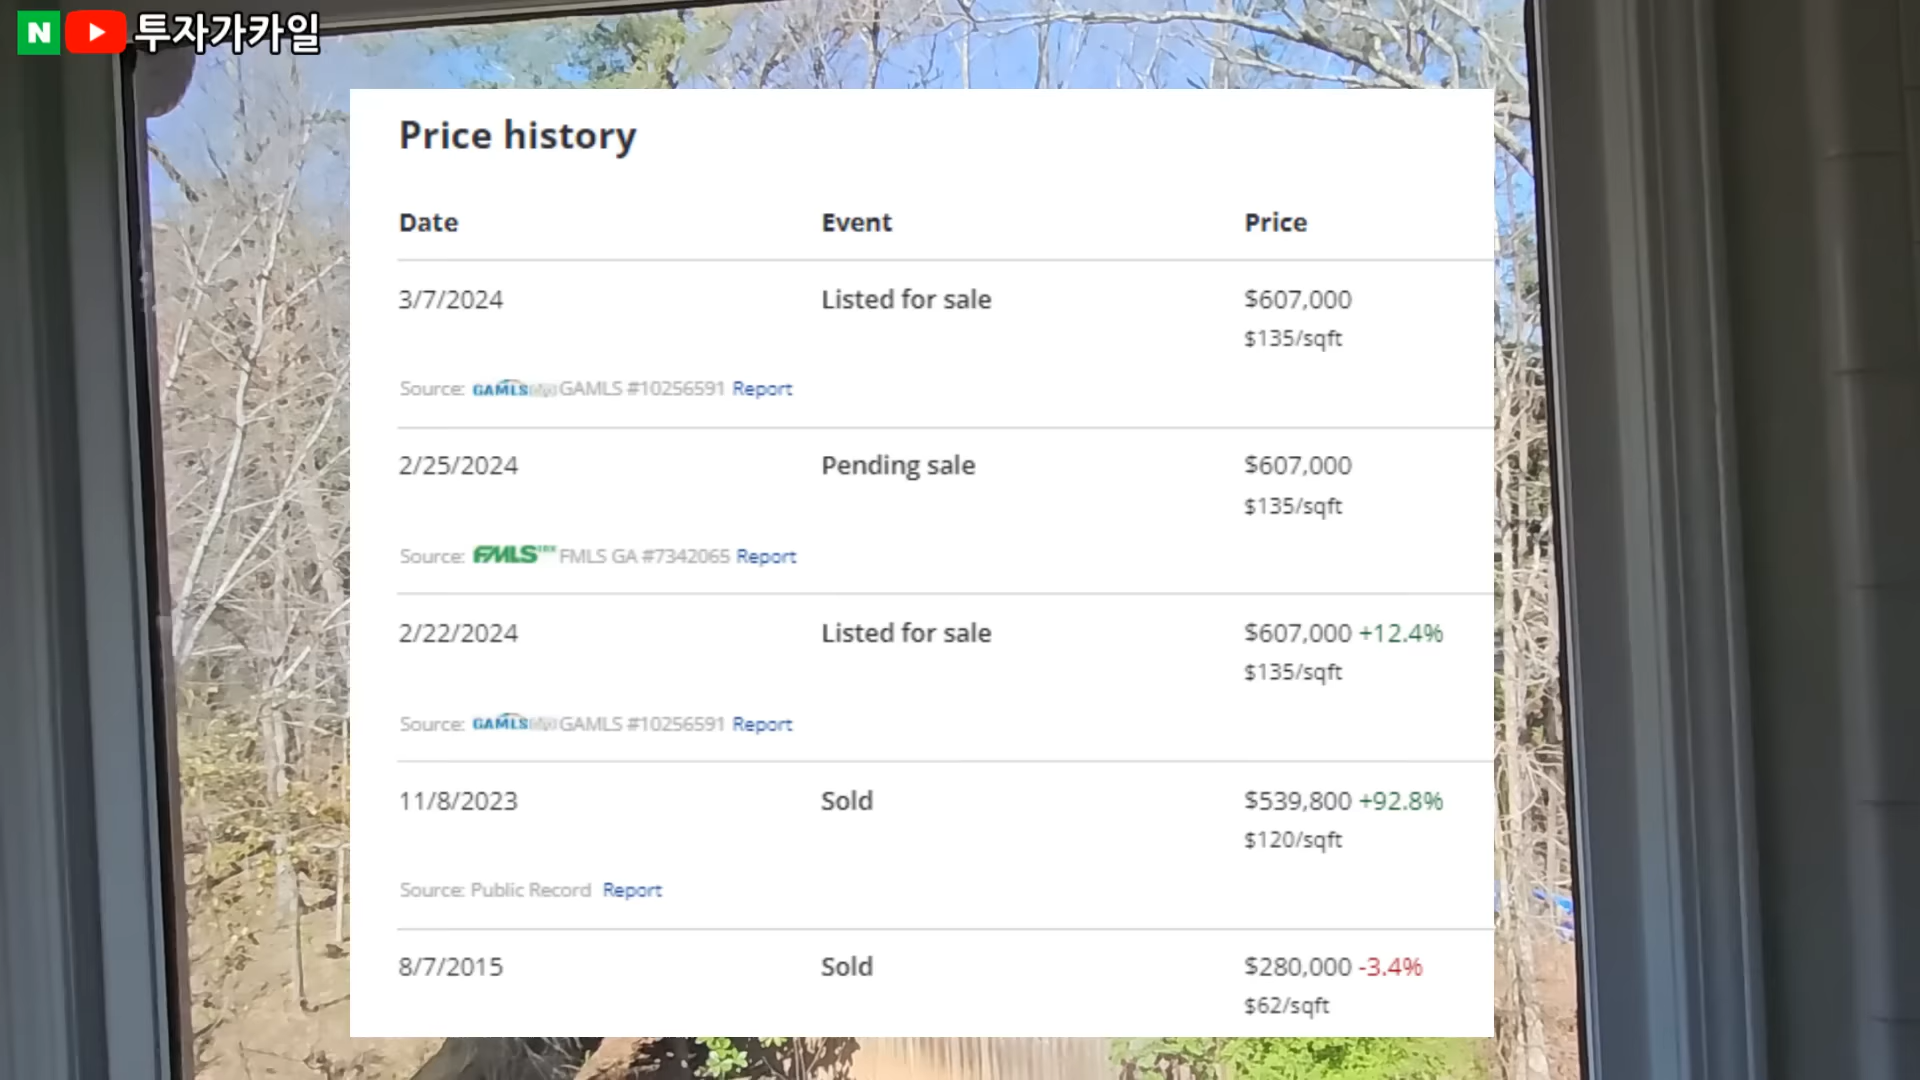 N 투자가카일
Price history
Date Event Price
3/7/2024 Listed for sale $607,000
$135/sqft
Source: GAMLS GAMLS #10256591 Report
2/25/2024 Pending sale $607,000
$135/sqft
Source: FMLS FMLS GA #7342065 Report
2/22/2024 Listed for sale $607,000 +12.4%
$135/sqft
Source: GAMLS GAMLS #10256591 Report
11/8/2023 Sold $539,800 +92.8%
$120/sqft
Source: Public Record Report
8/7/2015 Sold $280,000 -3.4%
$62/sqft